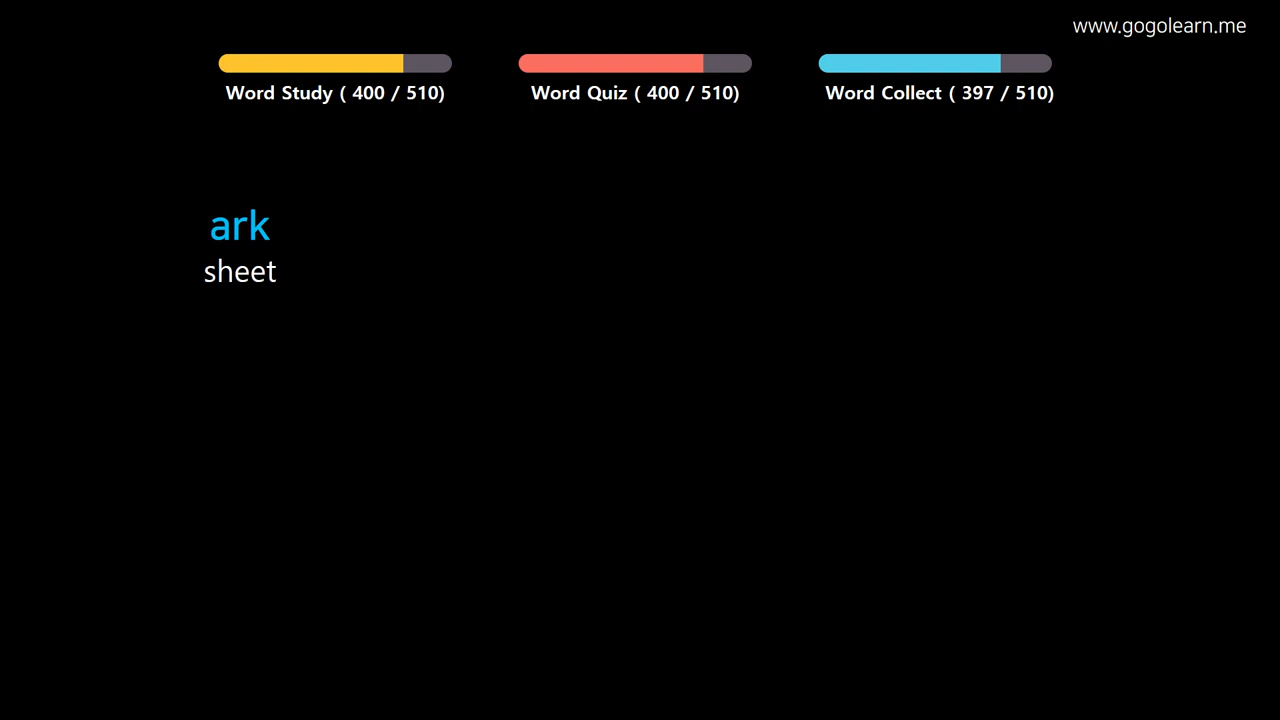 www.gogolearn.me
Word Study ( 400 / 510)
Word Quiz ( 400 / 510)
Word Collect ( 397 / 510)
ark
sheet